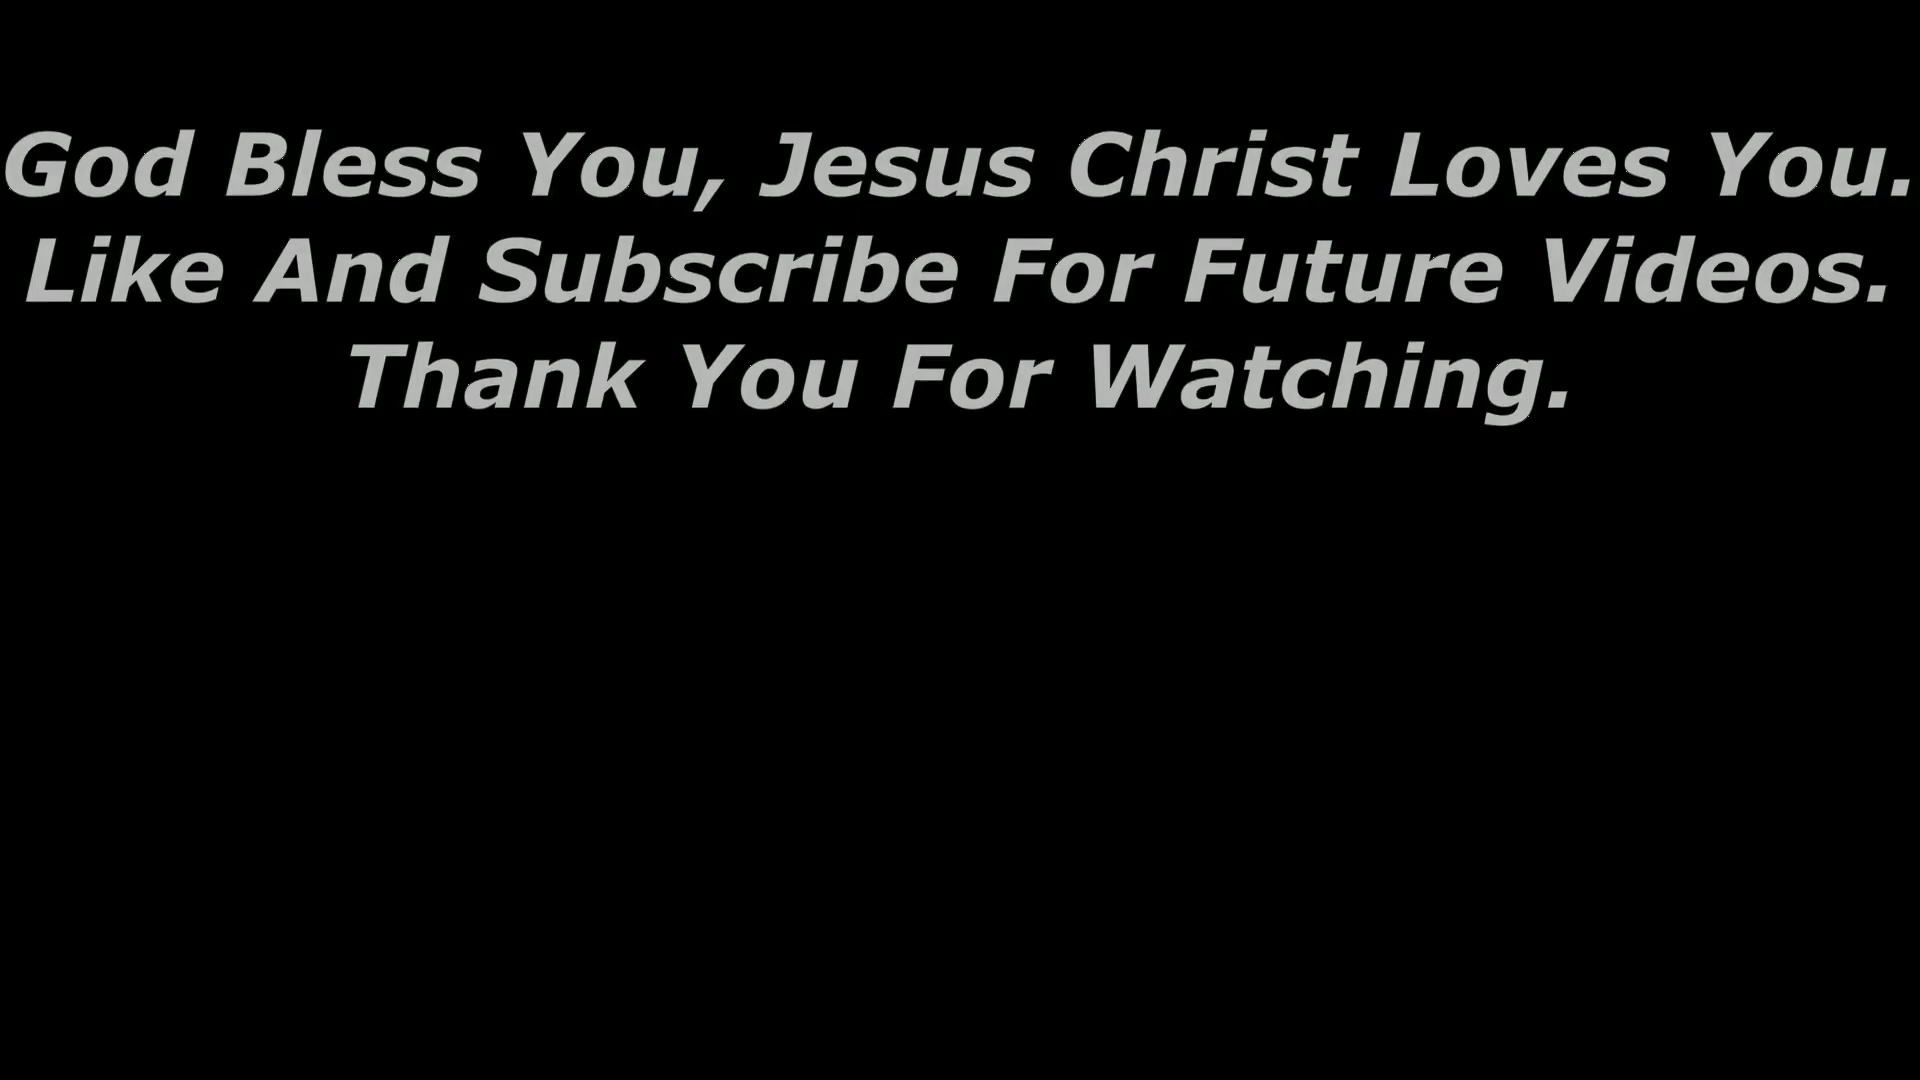 God Bless You, Jesus Christ Loves You.
Like And Subscribe For Future Videos.
Thank You For Watching.